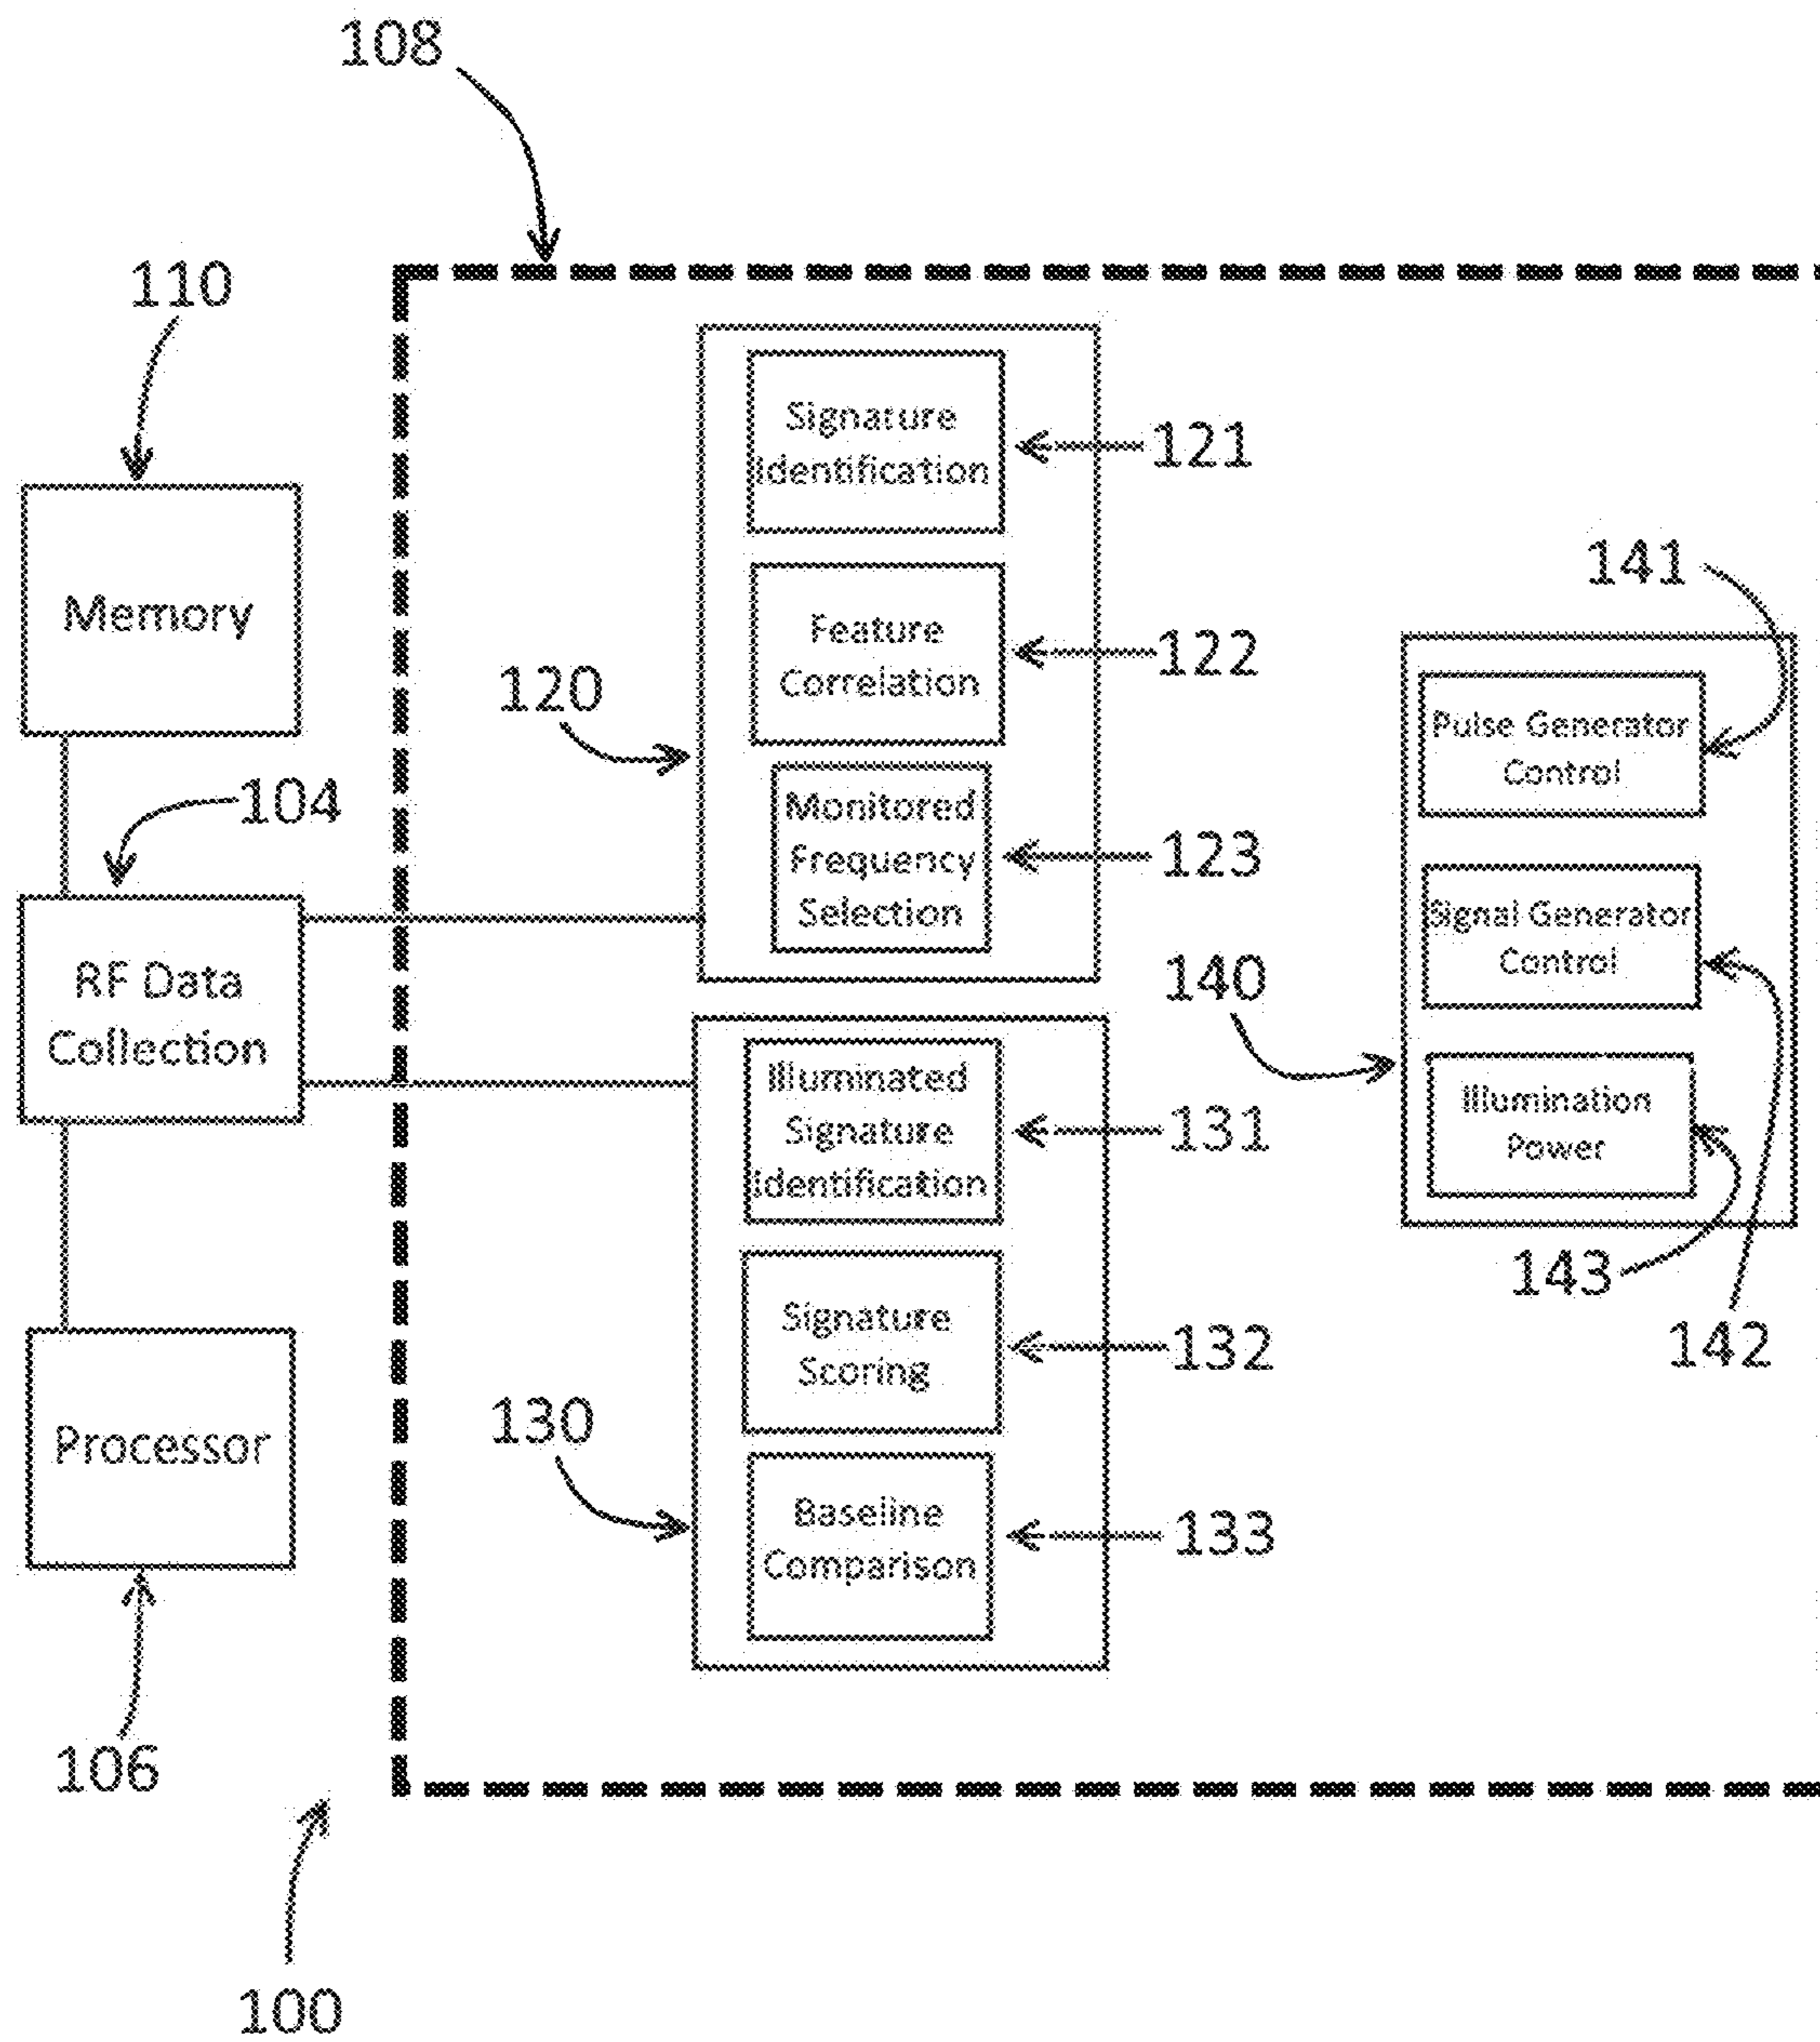 108
110
Signature
Identification
121
Memory
141
Feature
Correlation
122
120
Pulse Generator
Control
104
Monitored
Frequency
Selection
123
Signal Generator
Control
RF Data
Collection
140
Illuminated
Signature
Identification
131
Illumination
Power
143
142
Signature
Scoring
132
130
Processor
Baseline
Comparison
133
106
100